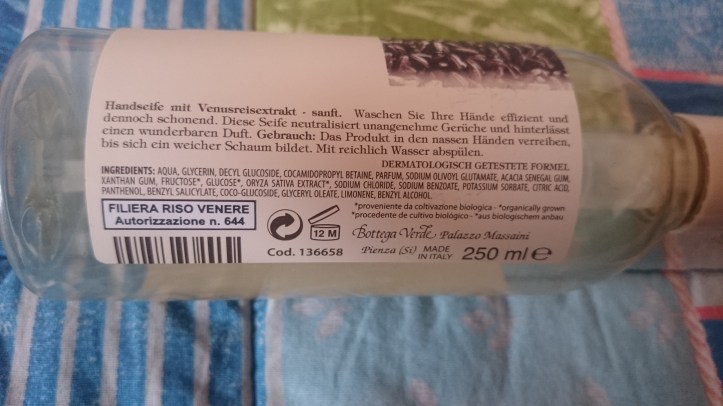 Handseife mit Venusreisextrakt - sanft. Waschen Sie Ihre Hände effizient und
dennoch schonend. Diese Seife neutralisiert unangenehme Gerüche und hinterlässt
einen wunderbaren Duft. Gebrauch: Das Produkt in den nassen Händen verreiben,
bis sich ein weicher Schaum bildet. Mit reichlich Wasser abspülen.
DERMATOLOGISCH GETESTETE FORMEL
INGREDIENTS: AQUA, GLYCERIN, DECYL GLUCOSIDE, COCAMIDOPROPYL BETAINE, PARFUM, SODIUM OLIVOYL GLUTAMATE, ACACIA SENEGAL GUM,
XANTHAN GUM, FRUCTOSE*, GLUCOSE*, ORYZA SATIVA EXTRACT*, SODIUM CHLORIDE, SODIUM BENZOATE, POTASSIUM SORBATE, CITRIC ACID,
PANTHENOL, BENZYL SALICYLATE, COCO-GLUCOSIDE, GLYCERYL OLEATE, LIMONENE, BENZYL ALCOHOL.
*proveniente da coltivazione biologica - *organically grown
*procedente de cultivo biológico - *aus biologischem anbau
FILIERA RISO VENERE
Autorizzazione n. 644
12 M
Cod. 136658
Bottega Verde Palazzo Massaini
Pienza (Si) MADE IN ITALY 250 ml e